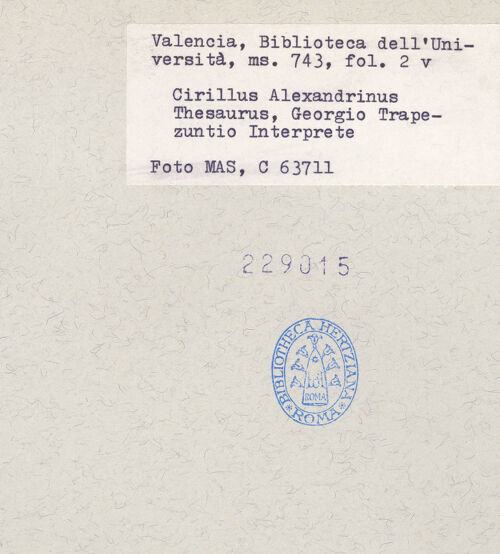 Valencia, Biblioteca dell'Uni-
versità, ms. 743, fol. 2 v
Cirillus Alexandrinus
Thesaurus, Georgio Trape-
zuntio Interprete
Foto MAS, C 63711
229015
BIBLIOTHECA HERTZIANA
ROMA
ROMA